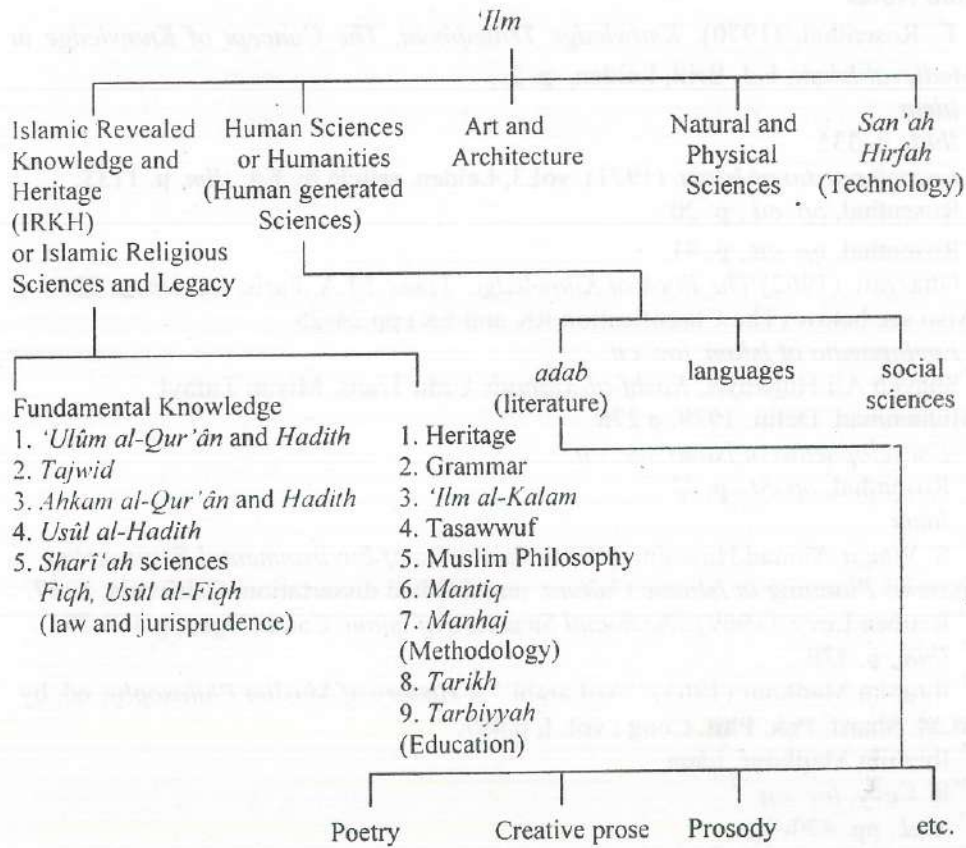 'Ilm
Islamic Revealed
Knowledge and
Heritage
(IRKH)
or Islamic Religious
Sciences and Legacy
Human Sciences
or Humanities
(Human generated
Sciences)
Art and
Architecture
Natural and
Physical
Sciences
San'ah
Hirfah
(Technology)
adab
(literature)
languages
social
sciences
Fundamental Knowledge
1. 'Ulûm al-Qur'ân and Hadith
2. Tajwid
3. Ahkam al-Qur'ân and Hadith
4. Usûl al-Hadith
5. Shari'ah sciences
Fiqh, Usûl al-Fiqh
(law and jurisprudence)
1. Heritage
2. Grammar
3. 'Ilm al-Kalam
4. Tasawwuf
5. Muslim Philosophy
6. Mantiq
7. Manhaj
(Methodology)
8. Tarikh
9. Tarbiyyah
(Education)
Poetry
Creative prose
Prosody
etc.